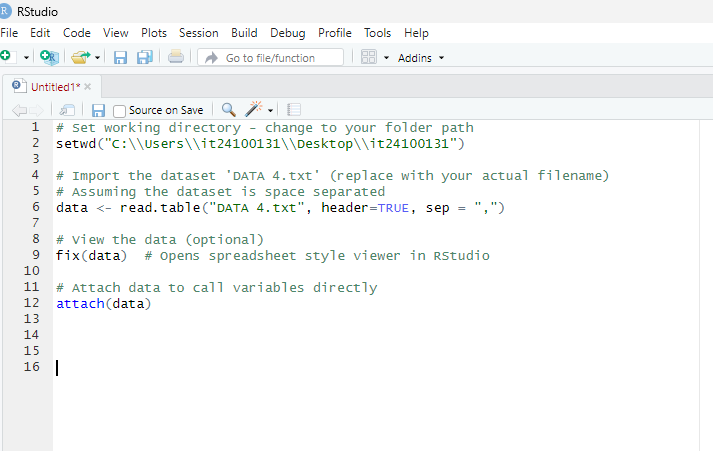 RStudio
File Edit Code View Plots Session Build Debug Profile Tools Help
Go to file/function Addins
Untitled1*
Source on Save
1 # Set working directory - change to your folder path
2 setwd("C:\\Users\\it24100131\\Desktop\\it24100131")
3
4 # Import the dataset 'DATA 4.txt' (replace with your actual filename)
5 # Assuming the dataset is space separated
6 data <- read.table("DATA 4.txt", header=TRUE, sep = ",")
7
8 # View the data (optional)
9 fix(data)  # Opens spreadsheet style viewer in RStudio
10
11 # Attach data to call variables directly
12 attach(data)
13
14
15
16